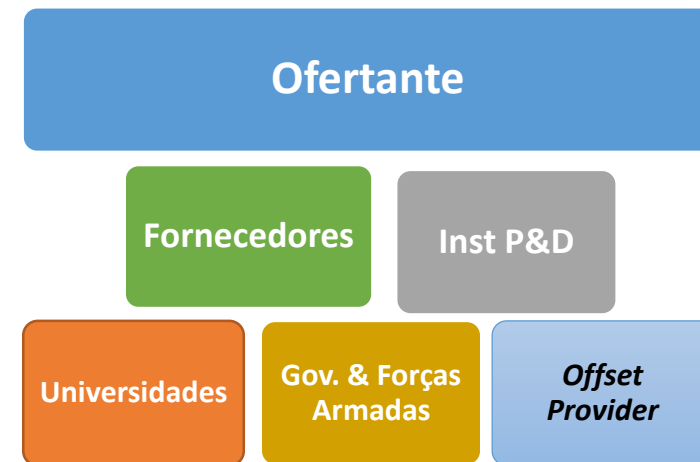 Ofertante
Fornecedores
Inst P&D
Universidades
Gov. & Forças
Armadas
Offset
Provider